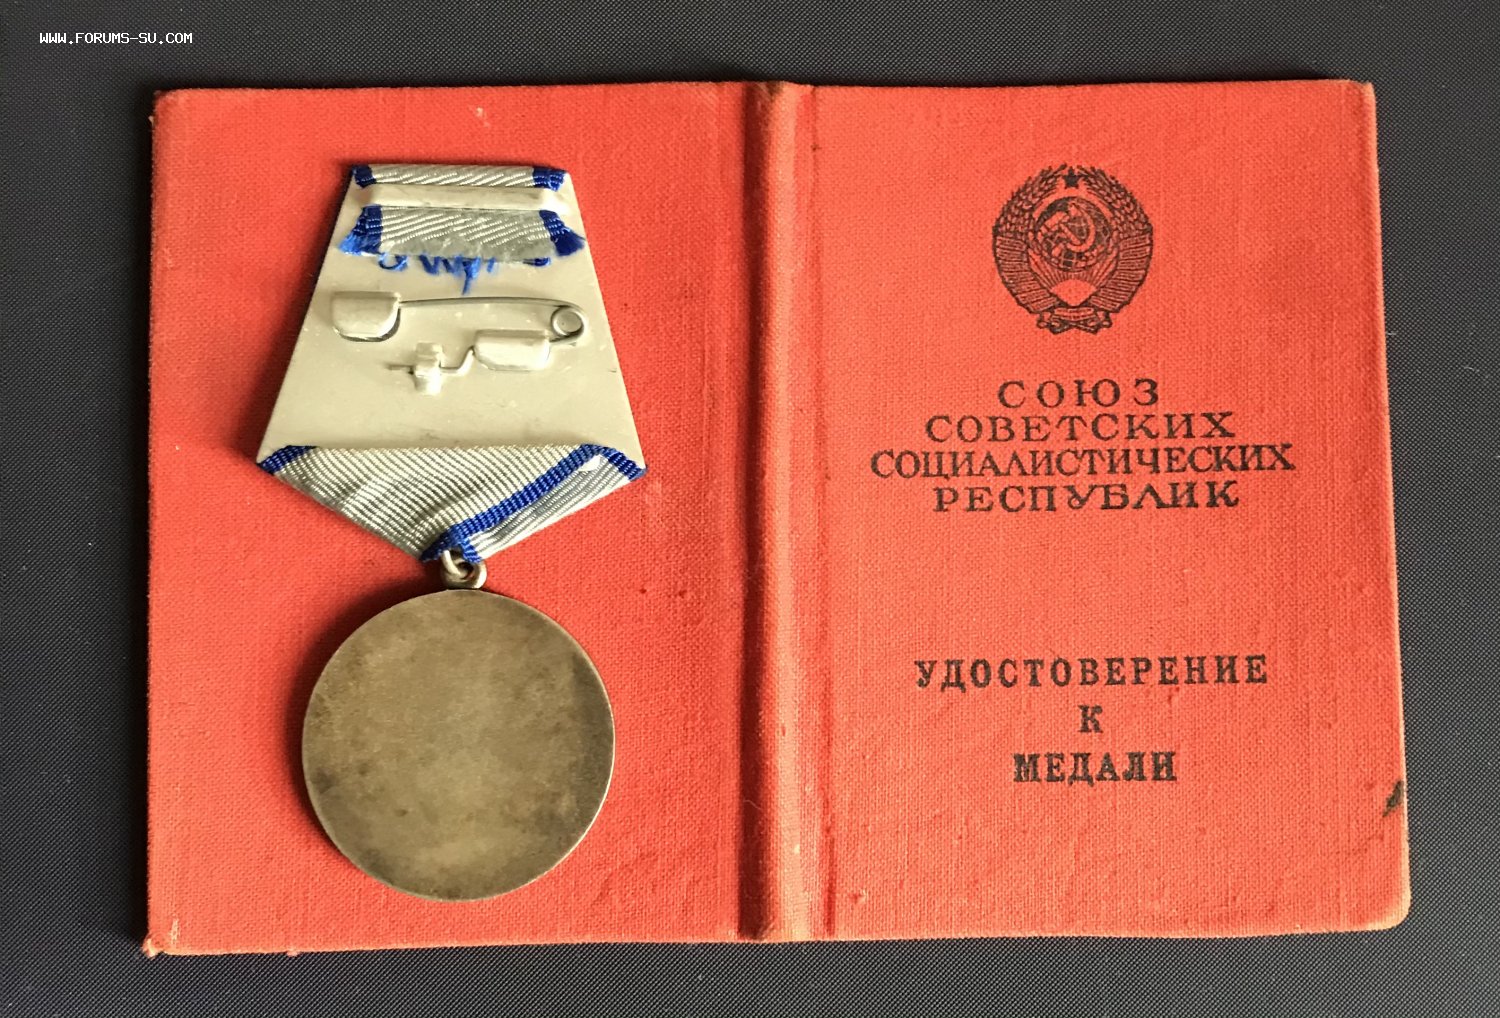 WWW.FORUMS-SU.COM
СОЮЗ
СОВЕТСКИХ
СОЦИАЛИСТИЧЕСКИХ
РЕСПУБЛИК
УДОСТОВЕРЕНИЕ
К
МЕДАЛИ